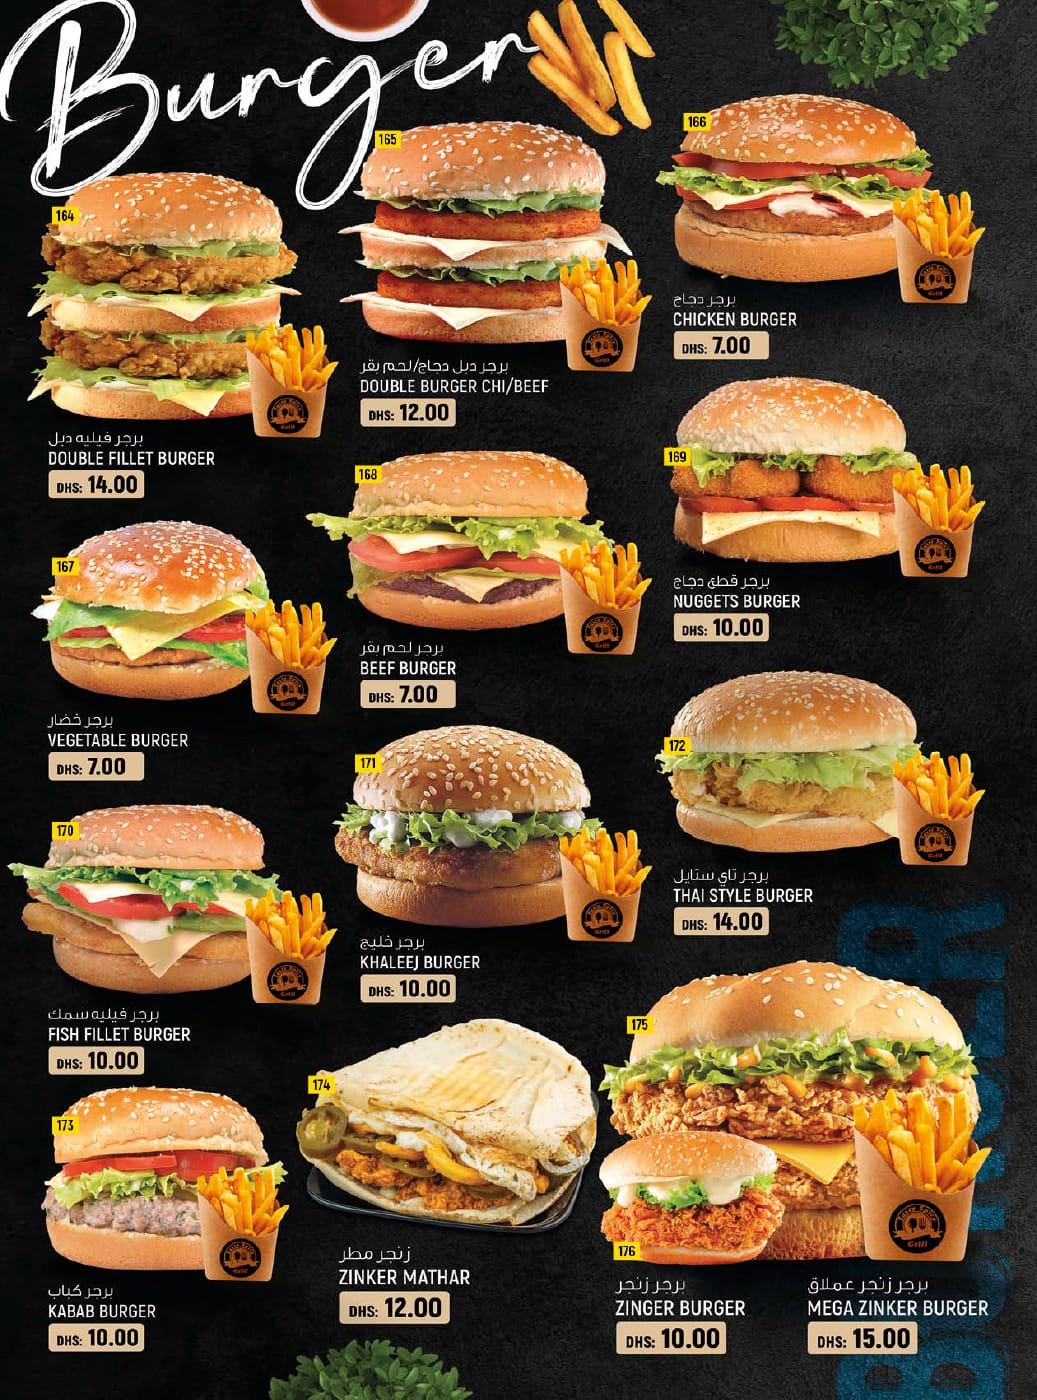 Burger
164
برجر فيليه دبل
DOUBLE FILLET BURGER
DHS: 14.00
165
برجر دبل دجاج/لحم بقر
DOUBLE BURGER CHI/BEEF
DHS: 12.00
166
برجر دجاج
CHICKEN BURGER
DHS: 7.00
167
برجر خضار
VEGETABLE BURGER
DHS: 7.00
168
برجر لحم بقر
BEEF BURGER
DHS: 7.00
169
برجر قطع دجاج
NUGGETS BURGER
DHS: 10.00
170
برجر فيليه سمك
FISH FILLET BURGER
DHS: 10.00
171
برجر خليج
KHALEEJ BURGER
DHS: 10.00
172
برجر تاي ستايل
THAI STYLE BURGER
DHS: 14.00
173
برجر كباب
KABAB BURGER
DHS: 10.00
174
زنجر مطر
ZINKER MATHAR
DHS: 12.00
176
برجر زنجر
ZINGER BURGER
DHS: 10.00
175
برجر زنجر عملاق
MEGA ZINKER BURGER
DHS: 15.00
BURGER
Grill